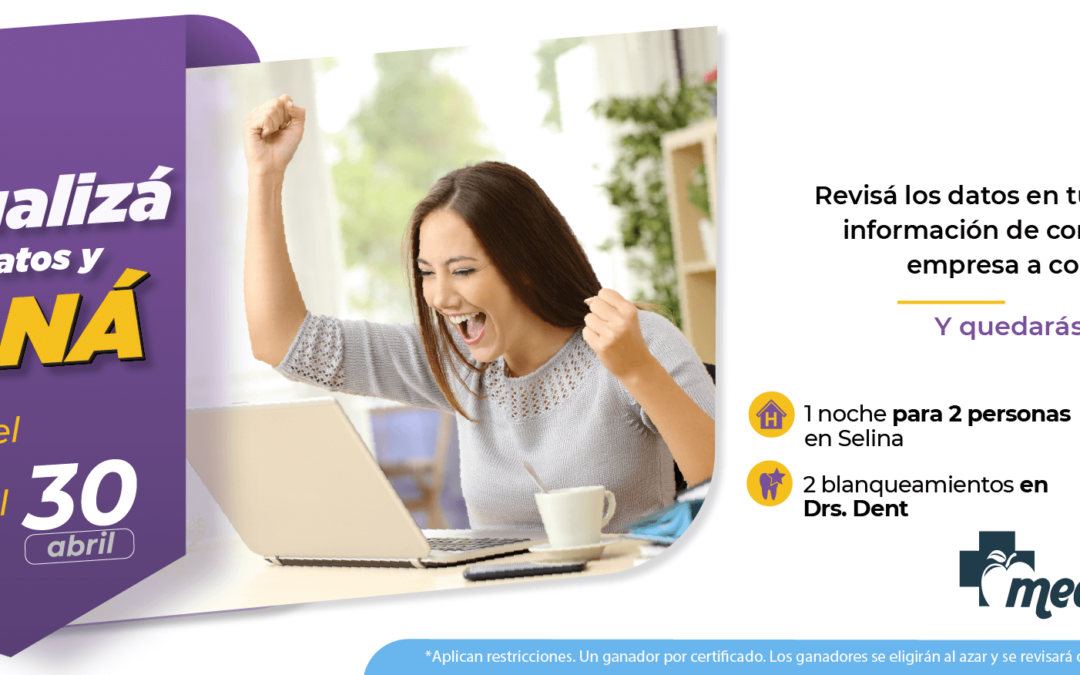 alizá
atos y
NÁ
el
l 30
abril
Revisá los datos en tu
información de con
empresa a co
Y quedarás
1 noche para 2 personas
en Selina
2 blanqueamientos en
Drs. Dent
med
*Aplican restricciones. Un ganador por certificado. Los ganadores se eligirán al azar y se revisará